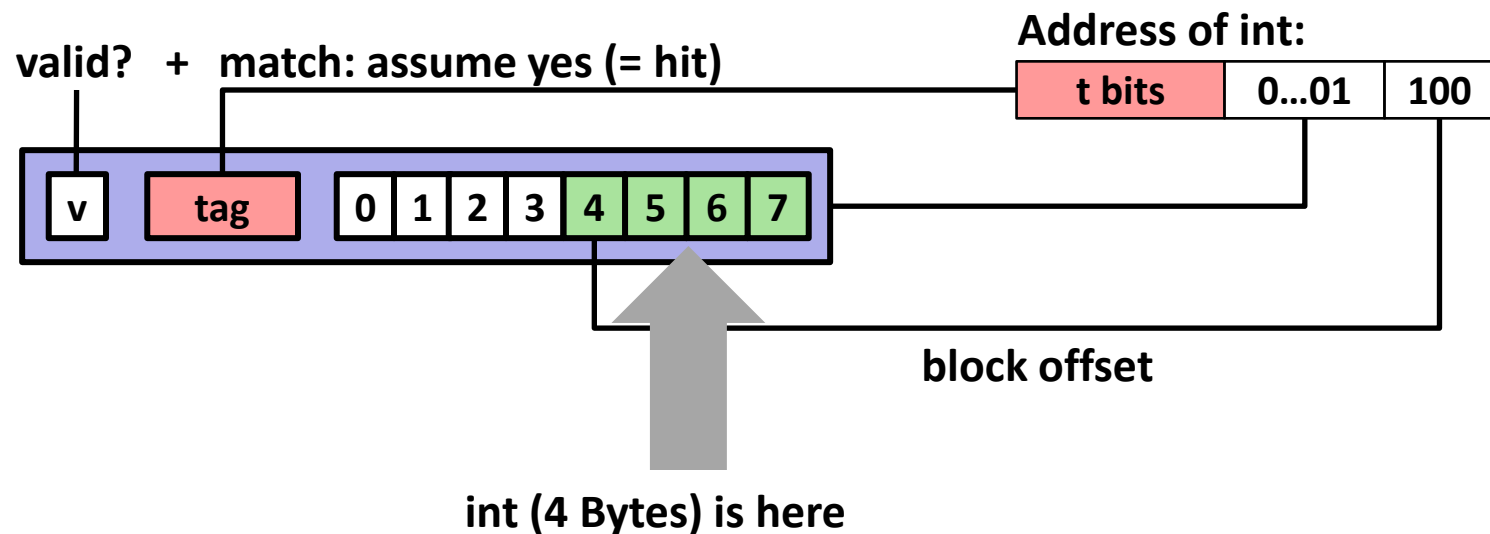 Address of int:
valid? + match: assume yes (= hit)
t bits 0...01 100
v tag 0 1 2 3 4 5 6 7
block offset
int (4 Bytes) is here